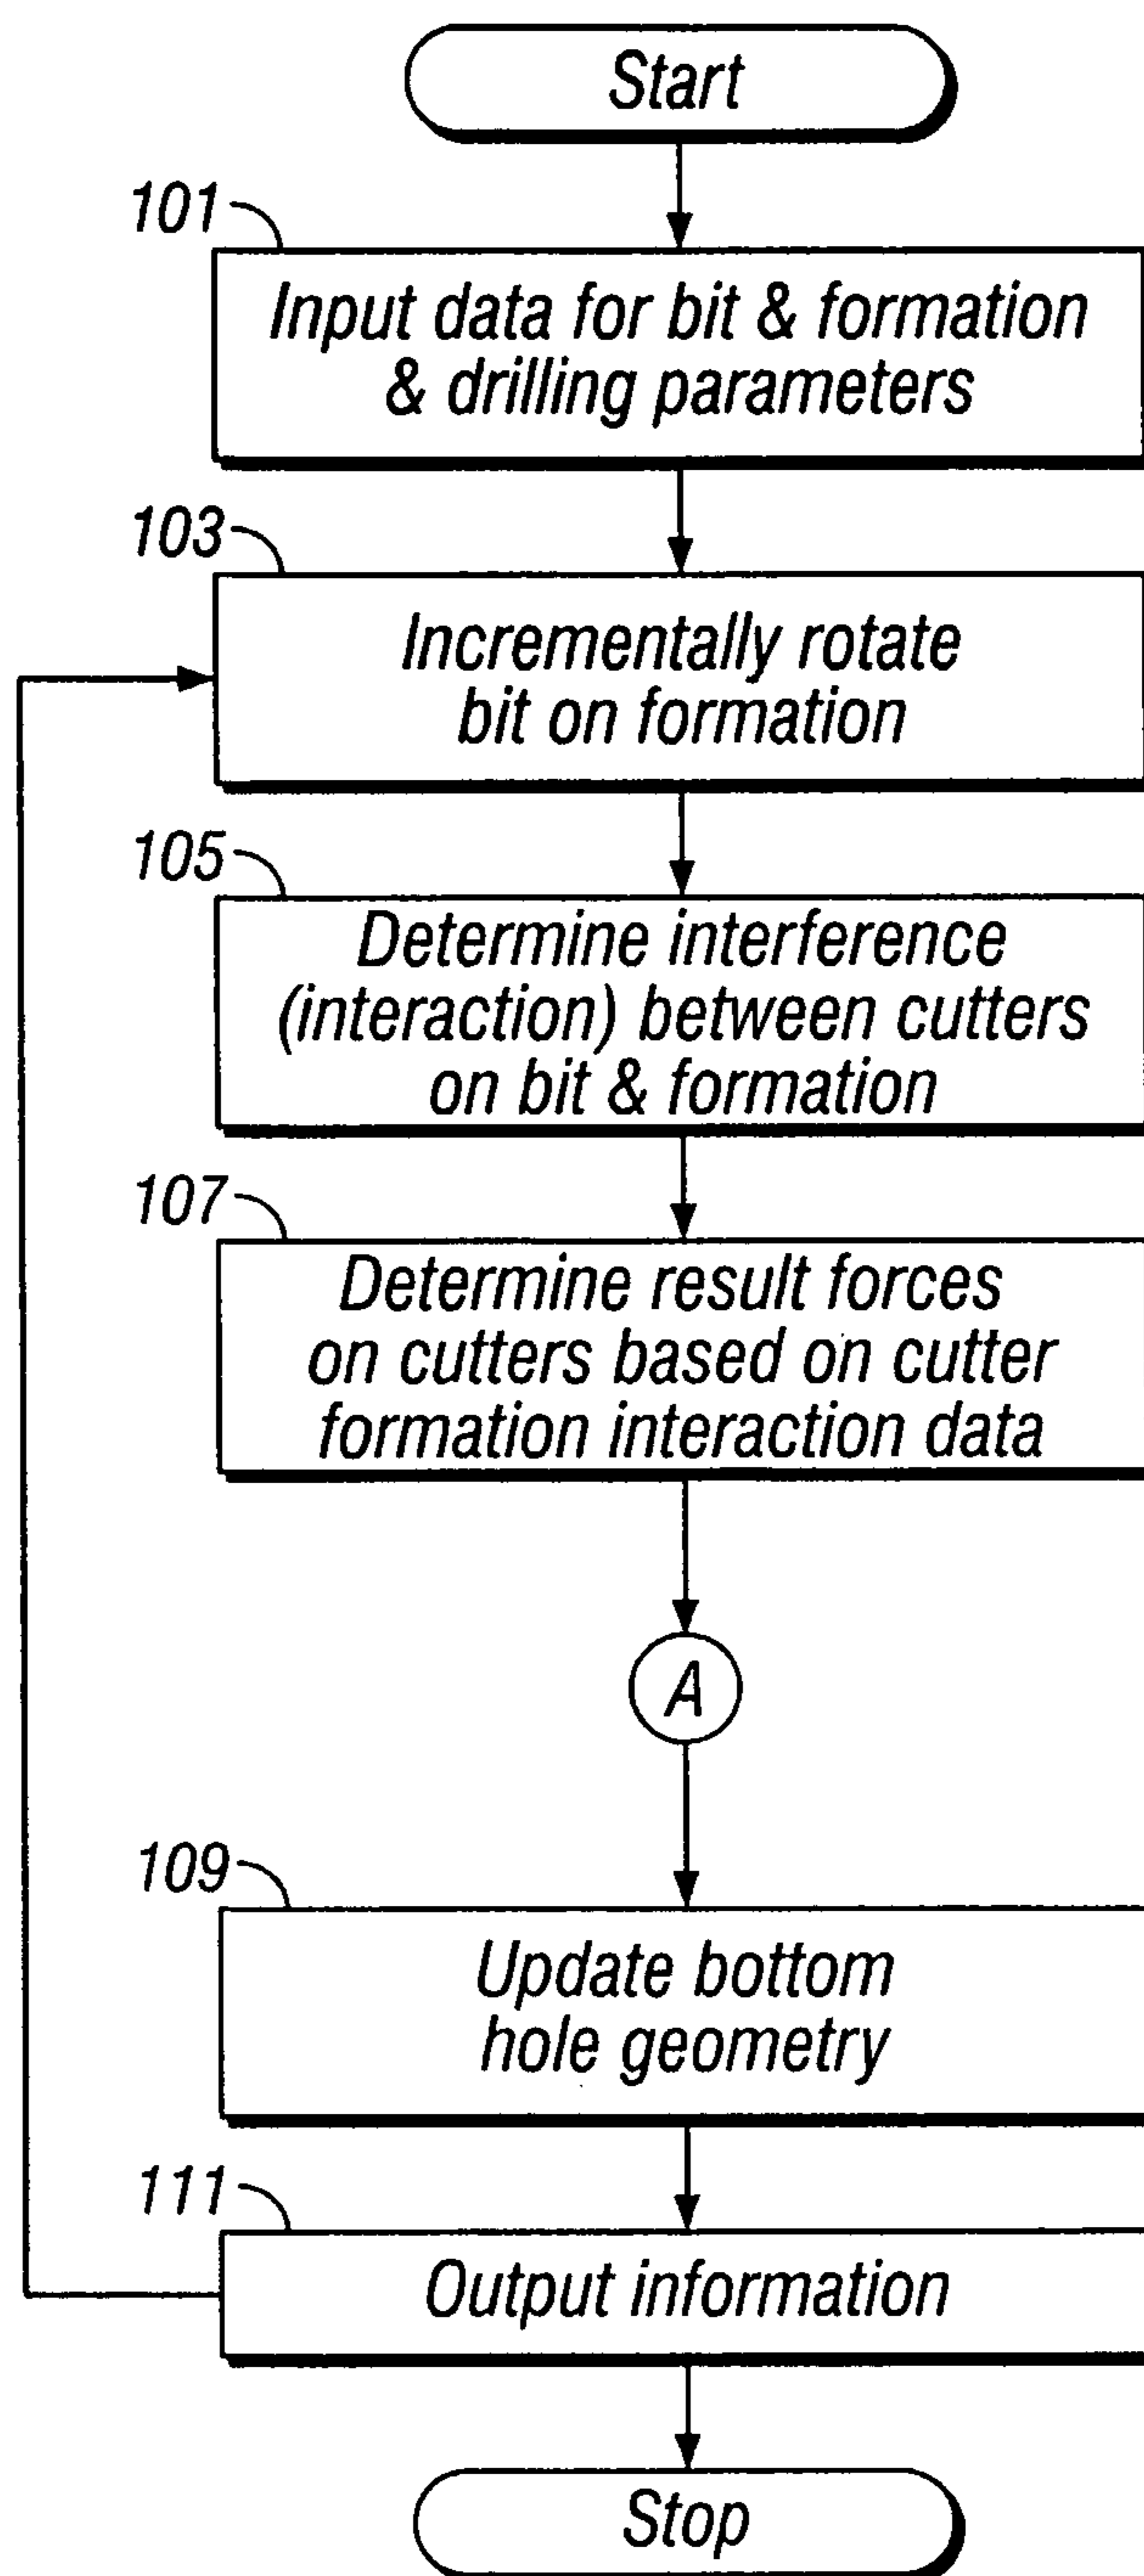 Start
101
Input data for bit & formation
& drilling parameters
103
Incrementally rotate
bit on formation
105
Determine interference
(interaction) between cutters
on bit & formation
107
Determine result forces
on cutters based on cutter
formation interaction data
A
109
Update bottom
hole geometry
111
Output information
Stop